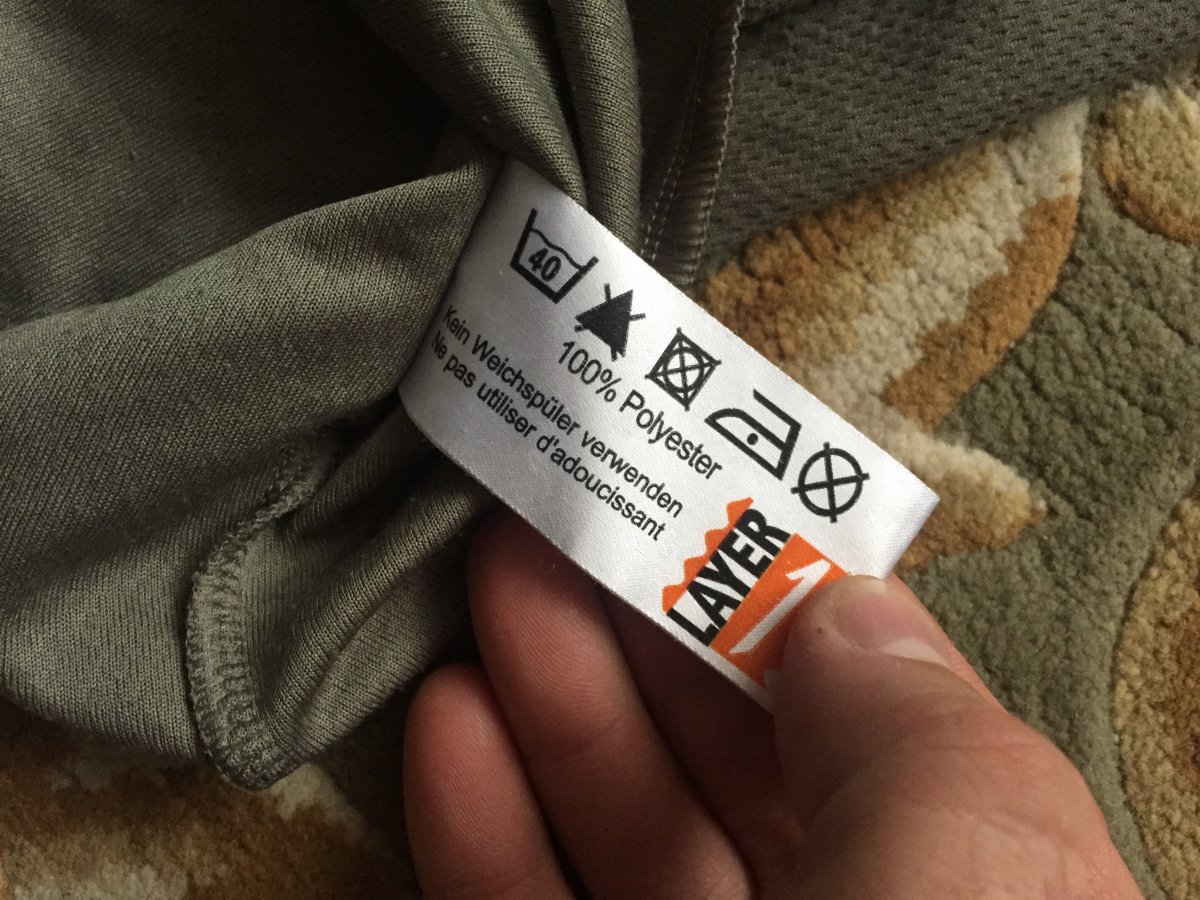 40
100% Polyester
Kein Weichspüler verwenden
Ne pas utiliser d'adoucissant
LAYER
1